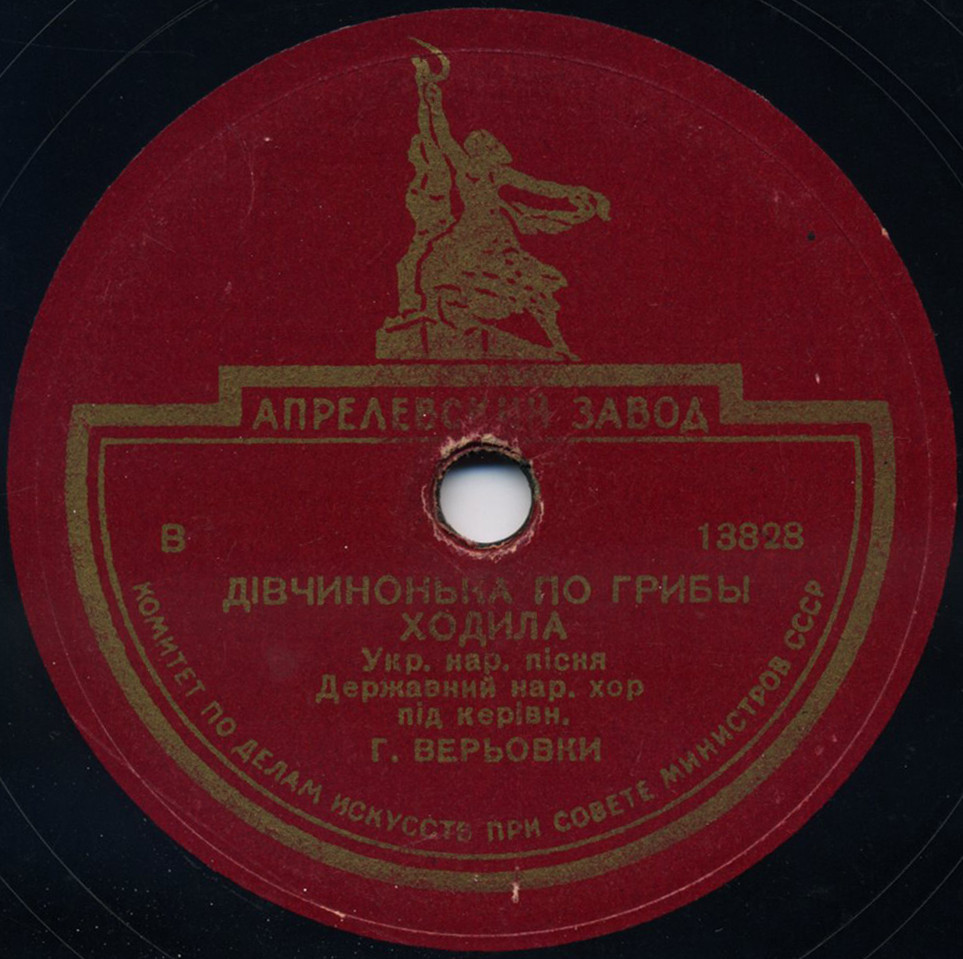 АПРЕЛЕВСКИЙ ЗАВОД
В 13828
ДІВЧИНОНЬКА ПО ГРИБЫ
ХОДИЛА
Укр. нар. пісня
Державний нар. хор
під керівн.
Г. ВЕРЬОВКИ
КОМИТЕТ ПО ДЕЛАМ ИСКУССТВ ПРИ СОВЕТЕ МИНИСТРОВ СССР